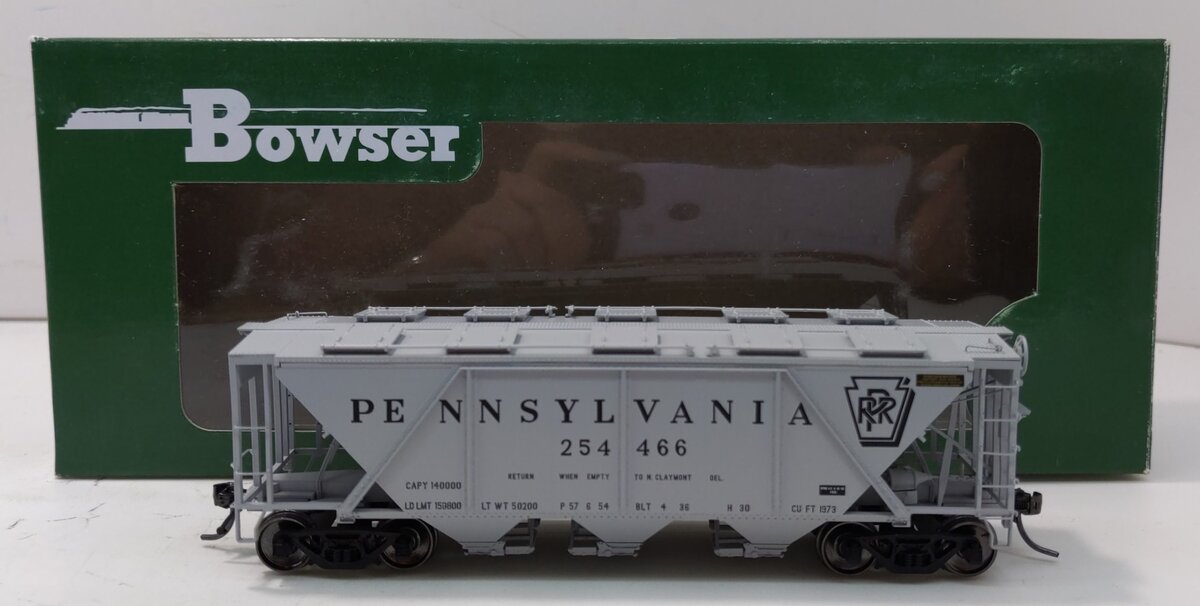 Bowser
PENNSYLVANIA
PRR
254 466
RETURN WHEN EMPTY TO N. CLAYMONT DEL.
CAPY 140000
LD LMT 159800 LT WT 50200 P 57 6 54 BLT 4 36 H 30 CU FT 1973